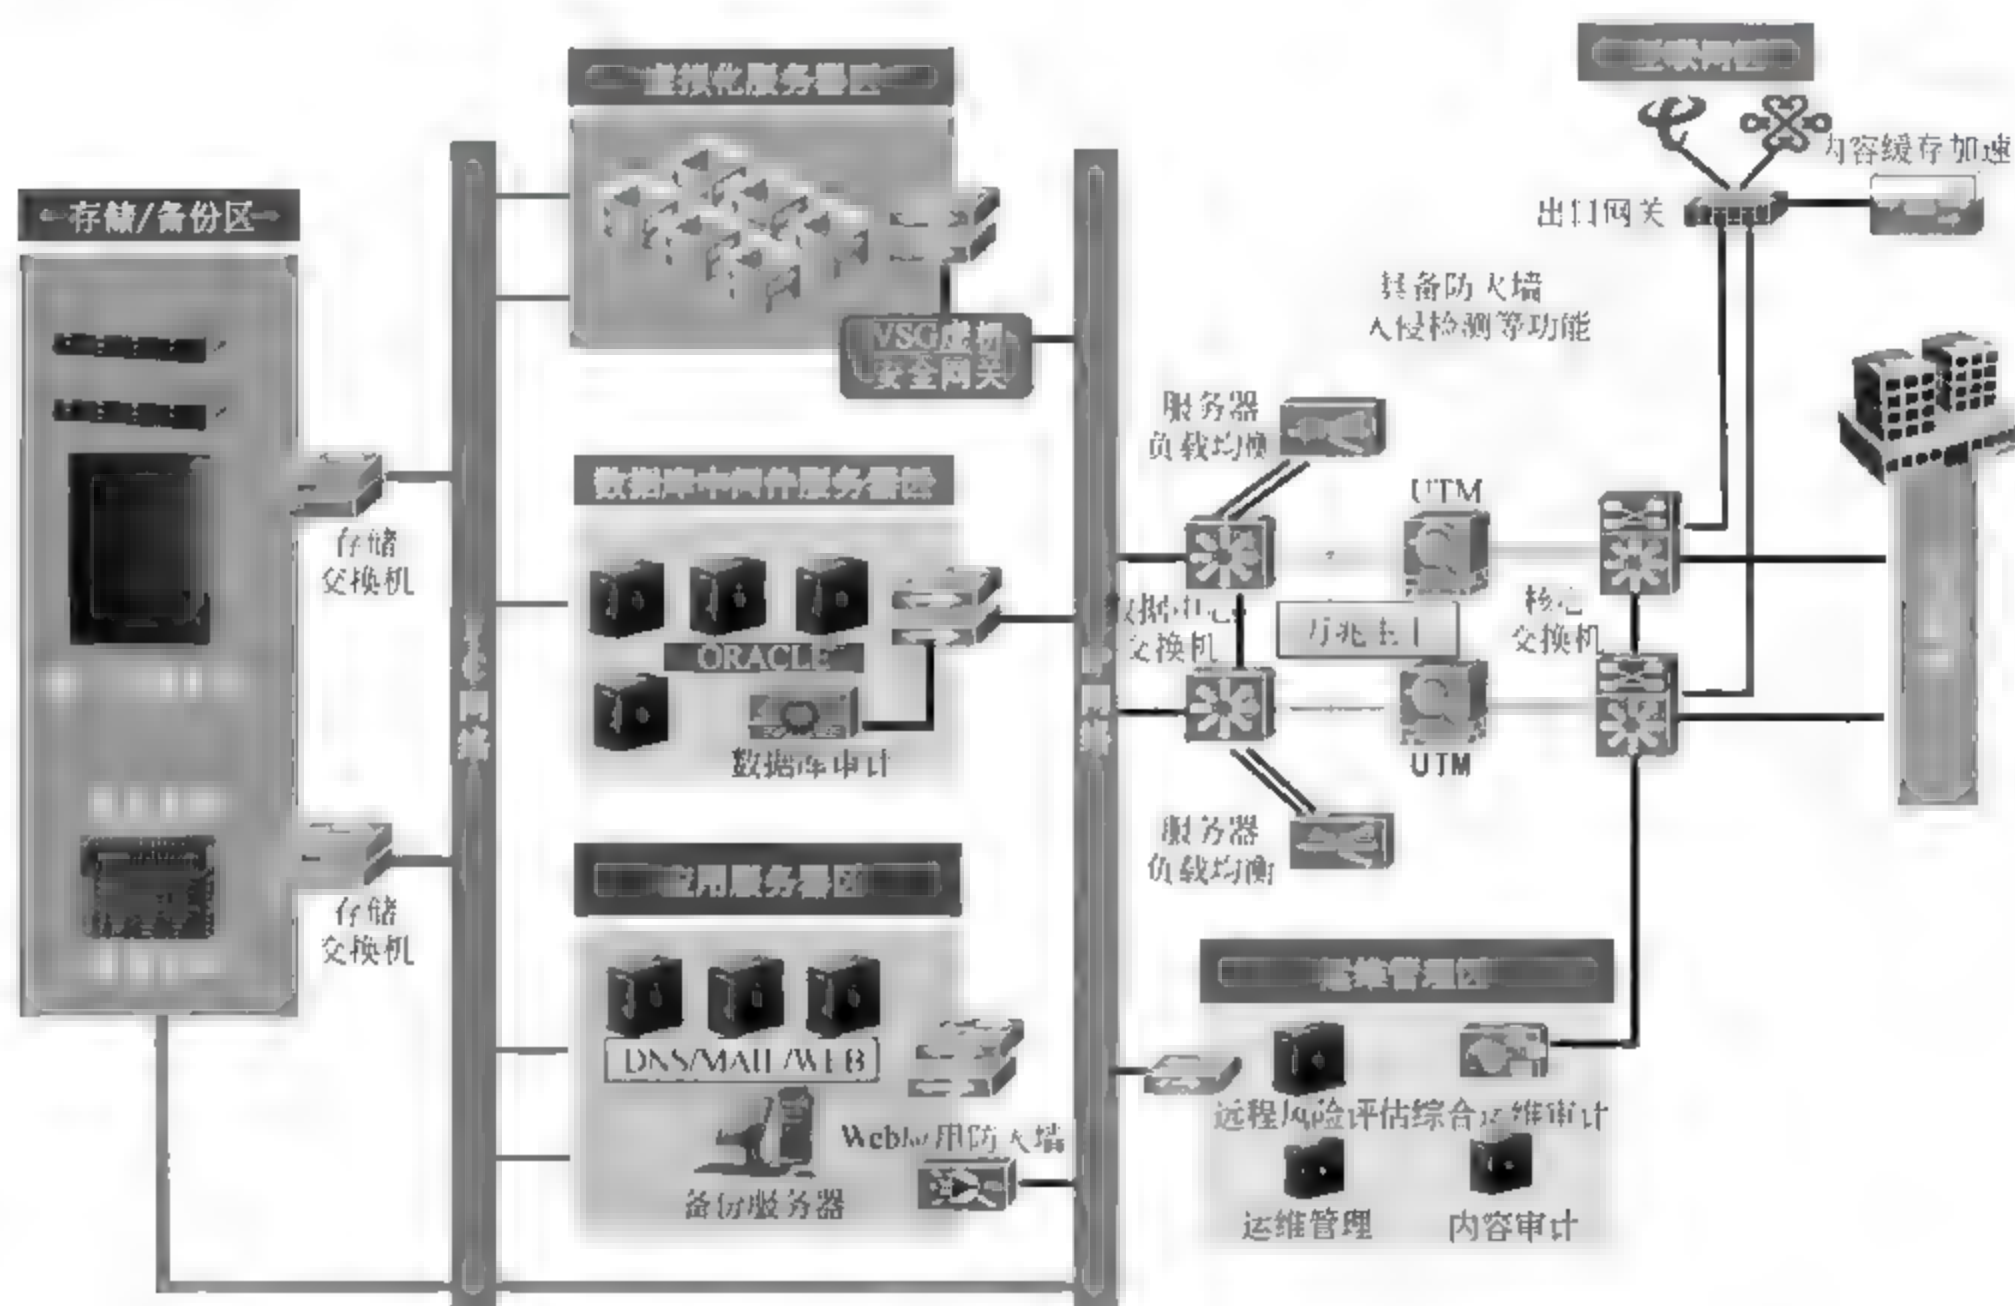 虚拟化服务器区
内容缓存加速
存储/备份区
出口网关
具备防火墙
入侵检测等功能
VSG虚拟
安全网关
服务器
负载均衡
数据库中间件服务器区
UTM
存储
交换机
数据中心
交换机
万兆主干
核心
交换机
ORACLE
数据库审计
UTM
服务器
负载均衡
应用服务器区
存储
交换机
运维管理区
DNS/MAIL/WEB
远程风险评估
综合运维审计
Web应用防火墙
备份服务器
运维管理
内容审计